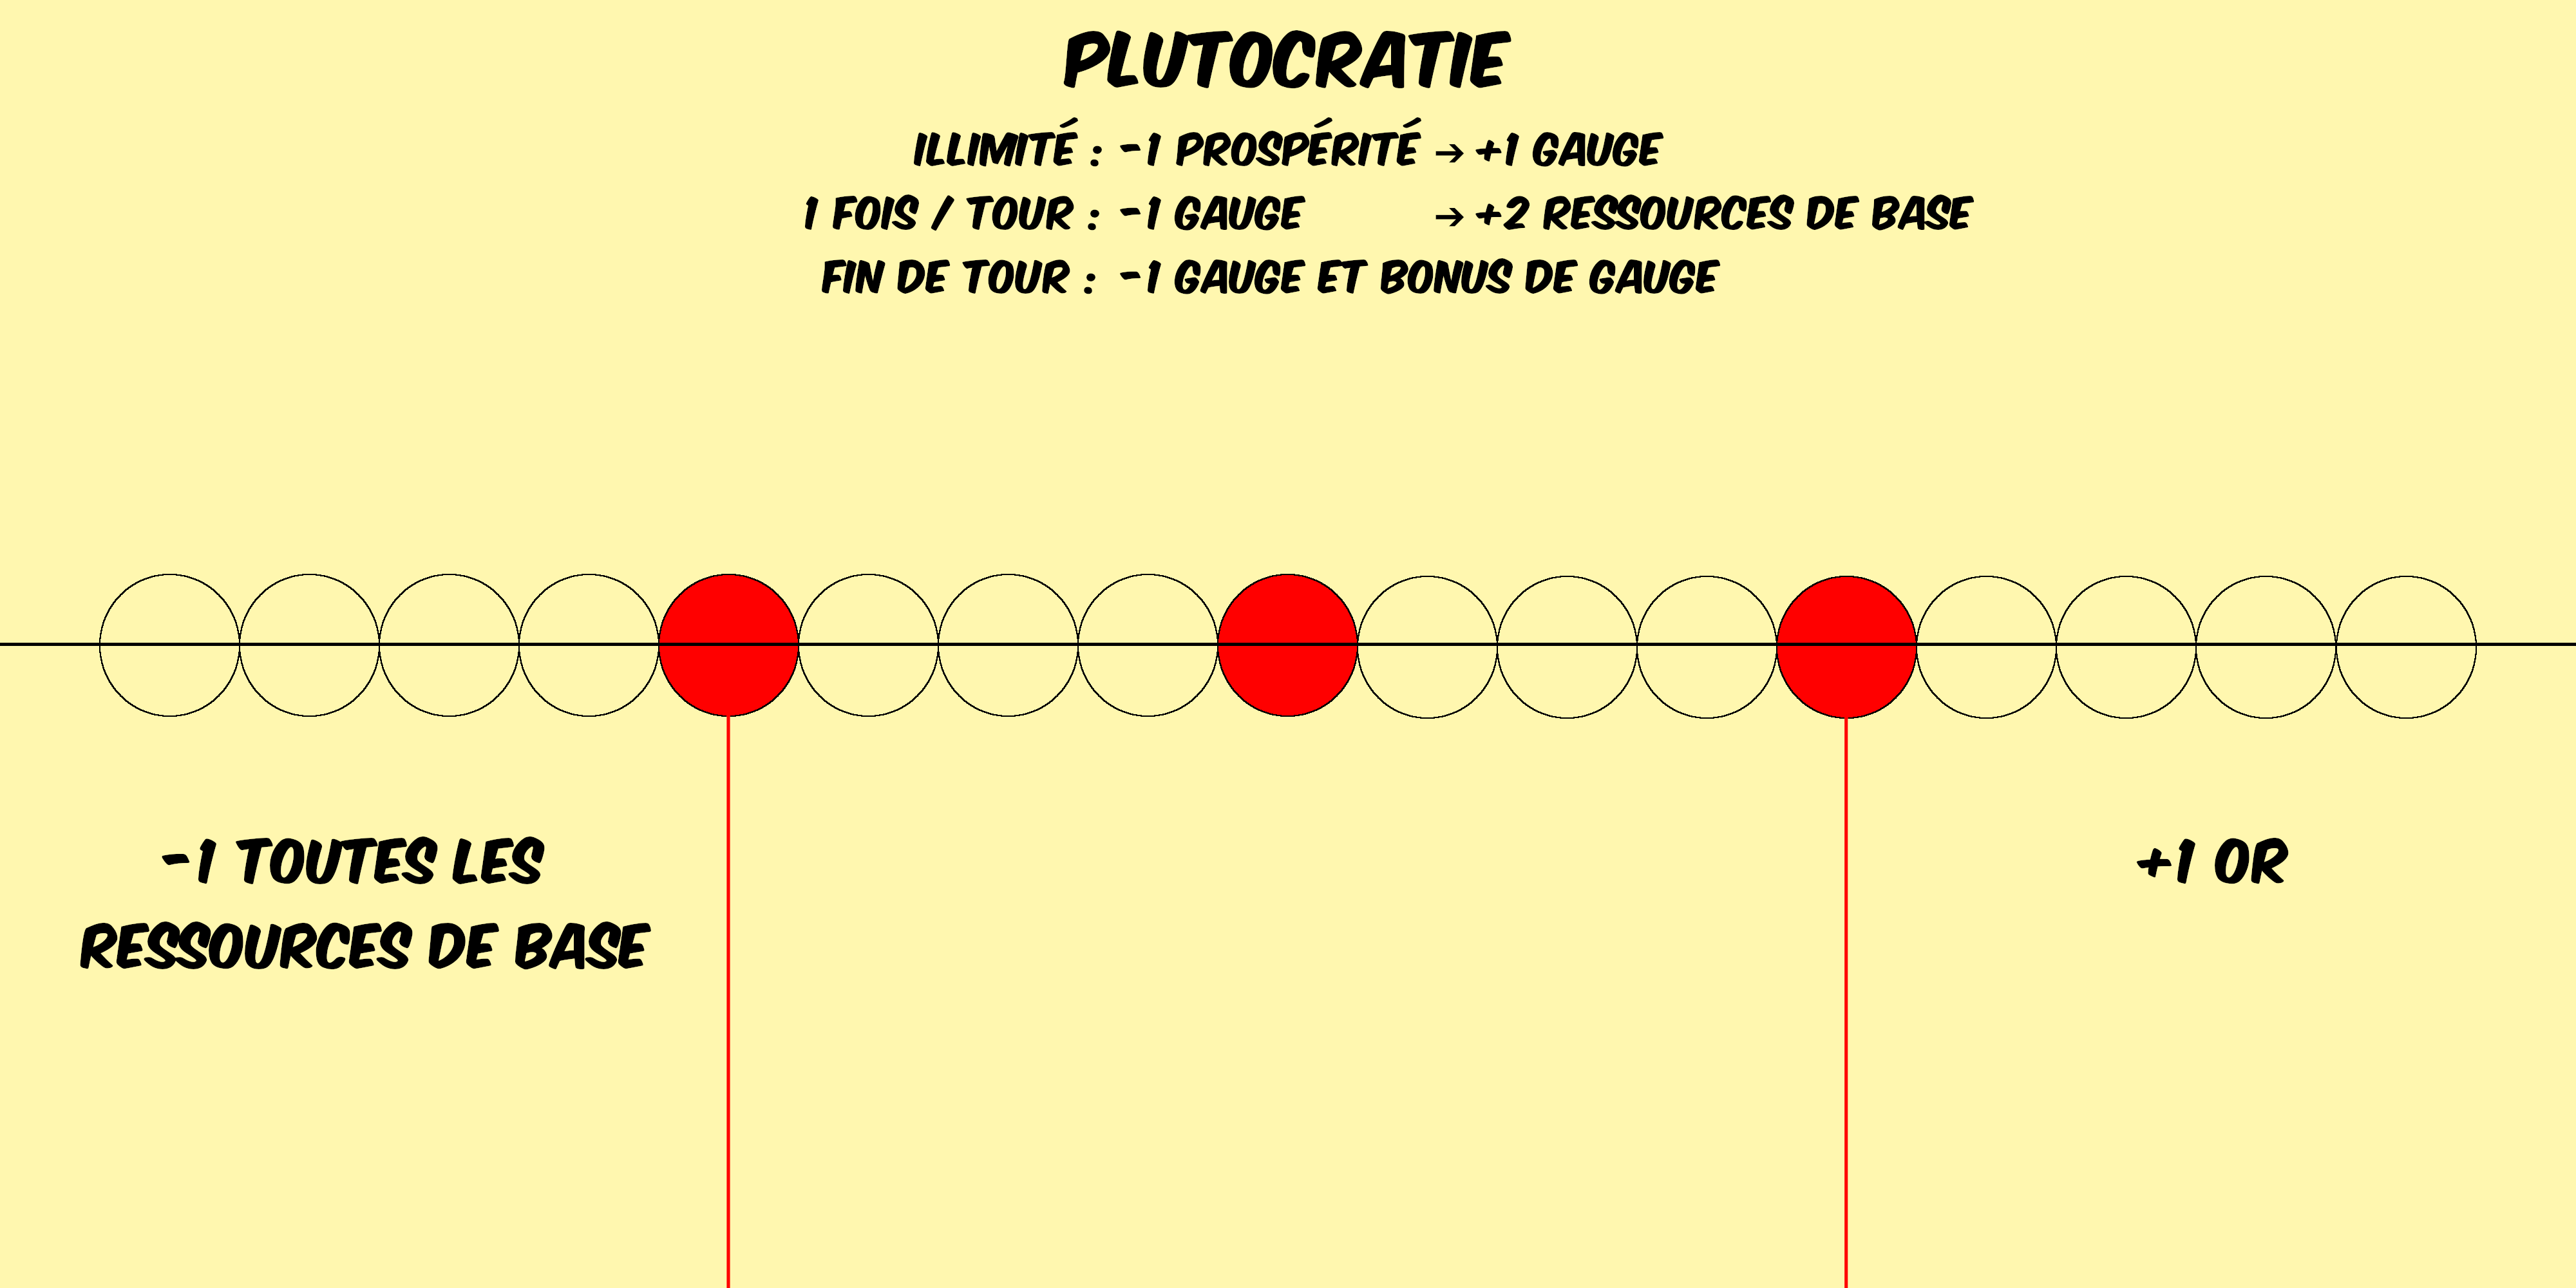 PLUTOCRATIE
ILLIMITÉ : -1 PROSPÉRITÉ → +1 GAUGE
1 FOIS / TOUR : -1 GAUGE → +2 RESSOURCES DE BASE
FIN DE TOUR : -1 GAUGE ET BONUS DE GAUGE
-1 TOUTES LES
RESSOURCES DE BASE
+1 OR